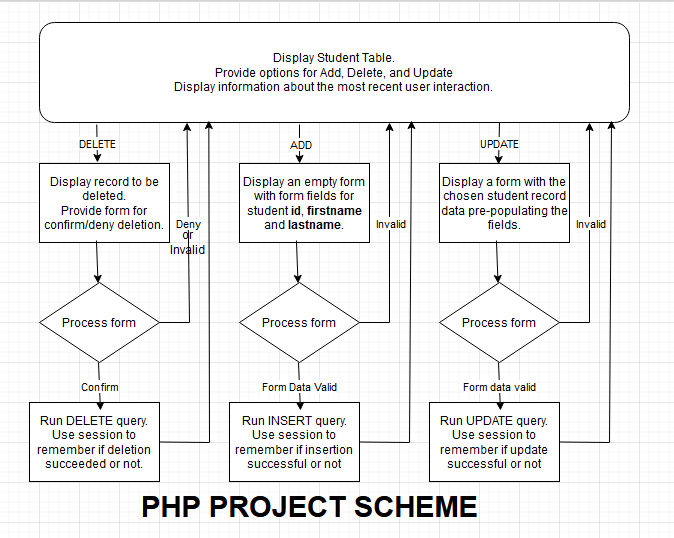 Display Student Table.
Provide options for Add, Delete, and Update
Display information about the most recent user interaction.
DELETE
Display record to be
deleted.
Provide form for
confirm/deny deletion.
Deny
or
Invalid
Process form
Confirm
Run DELETE query.
Use session to
remember if deletion
succeeded or not.
ADD
Display an empty form
with form fields for
student id, firstname
and lastname.
Invalid
Process form
Form Data Valid
Run INSERT query.
Use session to
remember if insertion
successful or not
UPDATE
Display a form with the
chosen student record
data pre-populating the
fields.
Invalid
Process form
Form data valid
Run UPDATE query.
Use session to
remember if update
successful or not
PHP PROJECT SCHEME